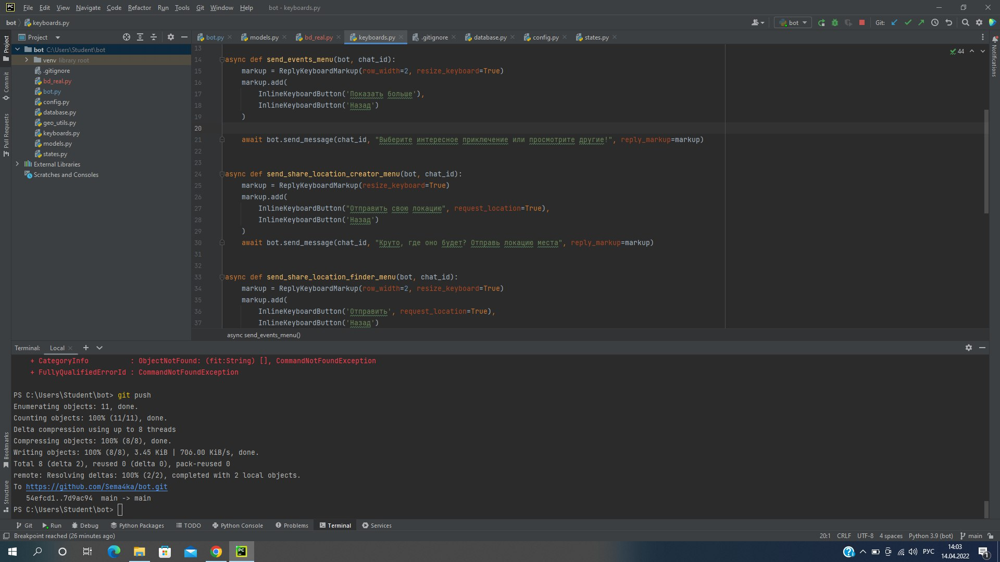 PC File Edit View Navigate Code Refactor Run Tools Git Window Help bot - keyboards.py
bot keyboards.py bot Git:
Project bot.py models.py bd_real.py keyboards.py .gitignore database.py config.py states.py
Project
Commit
Pull Requests
Bookmarks
Structure
Notifications
bot C:\Users\Student\bot
venv library root
.gitignore
bd_real.py
bot.py
config.py
database.py
geo_utils.py
keyboards.py
models.py
states.py
External Libraries
Scratches and Consoles
44
13
14 async def send_events_menu(bot, chat_id):
15 markup = ReplyKeyboardMarkup(row_width=2, resize_keyboard=True)
16 markup.add(
17 InlineKeyboardButton('Показать больше'),
18 InlineKeyboardButton('Назад')
19 )
20
21 await bot.send_message(chat_id, "Выберите интересное приключение или просмотрите другие!", reply_markup=markup)
22
23
24 async def send_share_location_creator_menu(bot, chat_id):
25 markup = ReplyKeyboardMarkup(resize_keyboard=True)
26 markup.add(
27 InlineKeyboardButton("Отправить свою локацию", request_location=True),
28 InlineKeyboardButton('Назад')
29 )
30 await bot.send_message(chat_id, "Круто, где оно будет? Отправь локацию места", reply_markup=markup)
31
32
33 async def send_share_location_finder_menu(bot, chat_id):
34 markup = ReplyKeyboardMarkup(row_width=2, resize_keyboard=True)
35 markup.add(
36 InlineKeyboardButton('Отправить', request_location=True),
37 InlineKeyboardButton('Назад')
async send_events_menu()
Terminal: Local
+ CategoryInfo : ObjectNotFound: (fit:String) [], CommandNotFoundException
+ FullyQualifiedErrorId : CommandNotFoundException
PS C:\Users\Student\bot> git push
Enumerating objects: 11, done.
Counting objects: 100% (11/11), done.
Delta compression using up to 8 threads
Compressing objects: 100% (8/8), done.
Writing objects: 100% (8/8), 3.45 KiB | 706.00 KiB/s, done.
Total 8 (delta 2), reused 0 (delta 0), pack-reused 0
remote: Resolving deltas: 100% (2/2), completed with 2 local objects.
To https://github.com/Sema4ka/bot.git
54efcd1..7d9ac94 main -> main
PS C:\Users\Student\bot>
Git Run Debug Python Packages TODO Python Console Problems Terminal Services
Breakpoint reached (26 minutes ago) 20:1 CRLF UTF-8 4 spaces Python 3.9 (bot) main
PC РУС 14:03
14.04.2022 1